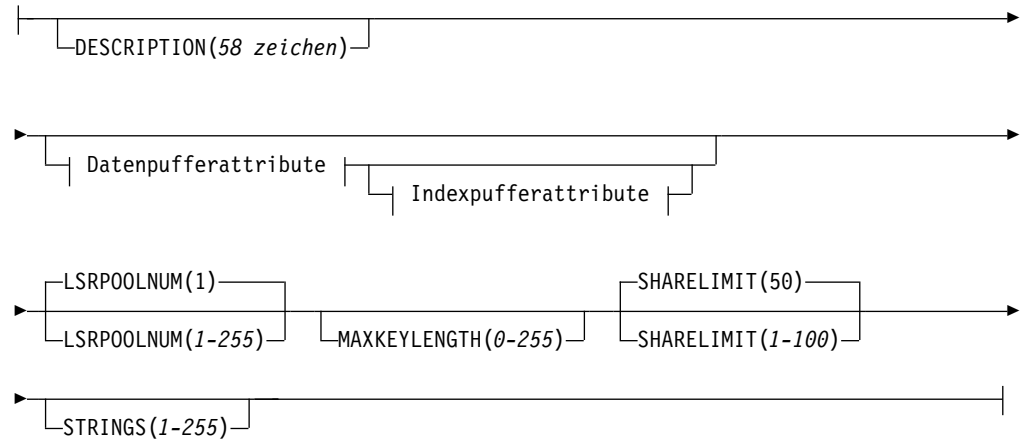 DESCRIPTION(58 zeichen)
Datenpufferattribute
Indexpufferattribute
LSRPOOLNUM(1) SHARELIMIT(50)
LSRPOOLNUM(1-255) MAXKEYLENGTH(0-255) SHARELIMIT(1-100)
STRINGS(1-255)